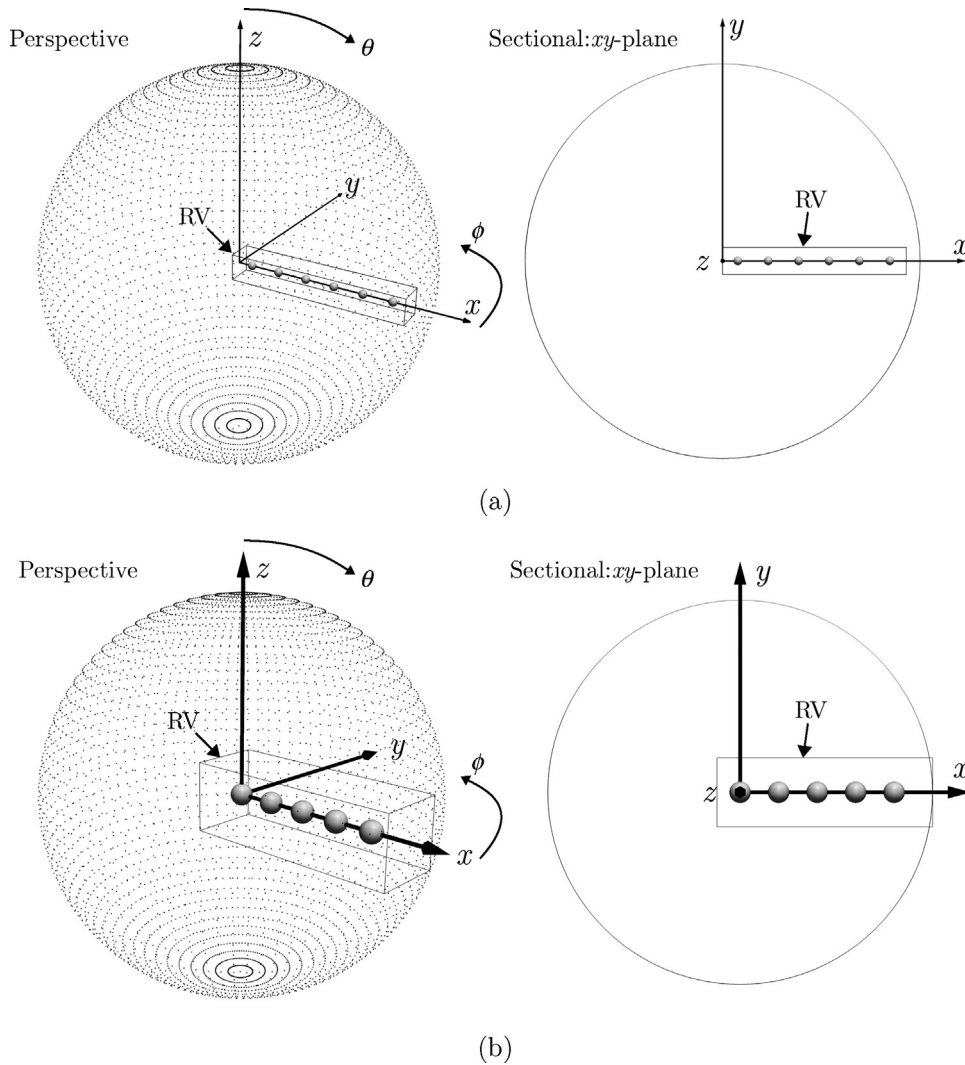 Perspective
z
θ
y
RV
ϕ
x
Sectional:xy-plane
y
RV
z
x
(a)
Perspective
z
θ
RV
y
ϕ
x
Sectional:xy-plane
y
RV
z
x
(b)